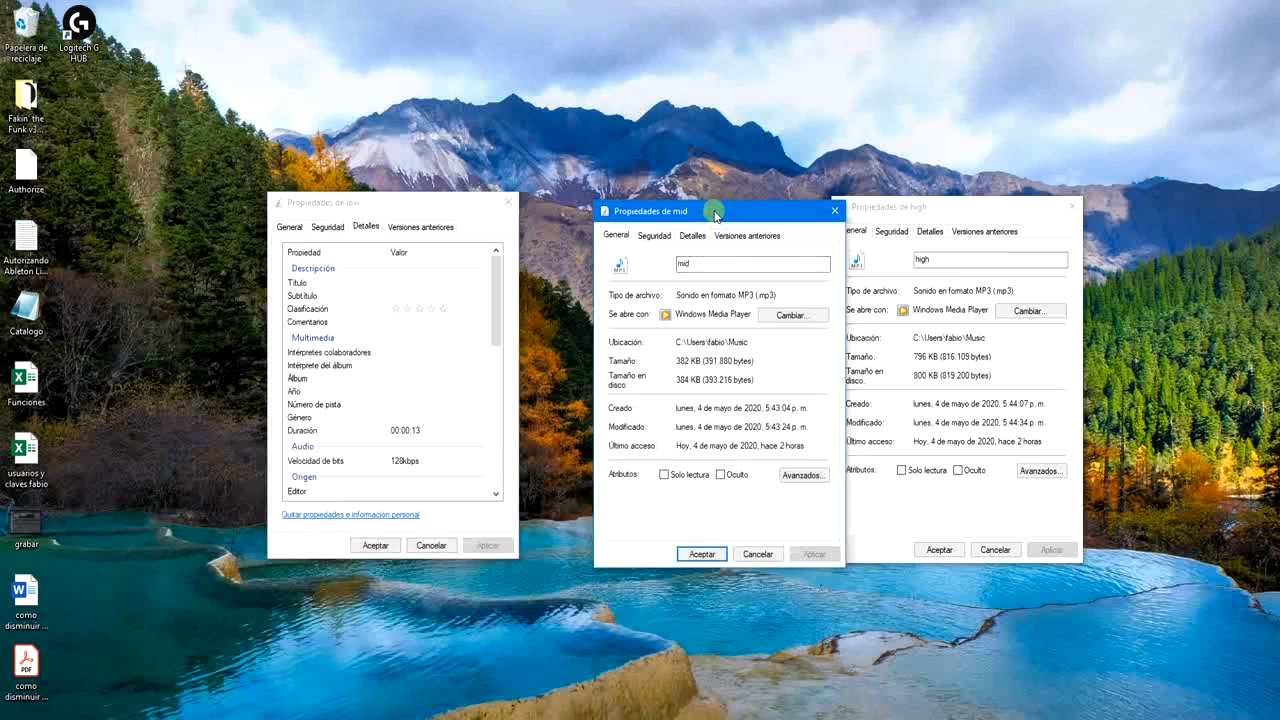 Papelera de
reciclaje
Logitech G
HUB
Fakin' the
Funk v3...
Authorize
Autorizando
Ableton Li...
Catalogo
Funciones
usuarios y
claves fabio
grabar
como
disminuir ...
PDF
como
disminuir ...
Propiedades de low
General
Seguridad
Detalles
Versiones anteriores
Propiedad Valor
Descripción
Título
Subtítulo
Clasificación
Comentarios
Multimedia
Intérpretes colaboradores
Intérprete del álbum
Álbum
Año
Número de pista
Género
Duración 00:00:13
Audio
Velocidad de bits 128kbps
Origen
Editor
Quitar propiedades e información personal
Aceptar
Cancelar
Aplicar
Propiedades de mid
General
Seguridad
Detalles
Versiones anteriores
MP3
mid
Tipo de archivo: Sonido en formato MP3 (.mp3)
Se abre con: Windows Media Player Cambiar...
Ubicación: C:\Users\fabio\Music
Tamaño: 382 KB (391.880 bytes)
Tamaño en
disco: 384 KB (393.216 bytes)
Creado: lunes, 4 de mayo de 2020, 5:43:04 p. m.
Modificado: lunes, 4 de mayo de 2020, 5:43:24 p. m.
Último acceso: Hoy, 4 de mayo de 2020, hace 2 horas
Atributos: Solo lectura Oculto Avanzados...
Aceptar
Cancelar
Aplicar
Propiedades de high
eneral
Seguridad
Detalles
Versiones anteriores
MP3
high
Tipo de archivo: Sonido en formato MP3 (.mp3)
Se abre con: Windows Media Player Cambiar...
Ubicación: C:\Users\fabio\Music
Tamaño: 796 KB (816.109 bytes)
Tamaño en
disco: 800 KB (819.200 bytes)
Creado: lunes, 4 de mayo de 2020, 5:44:07 p. m.
Modificado: lunes, 4 de mayo de 2020, 5:44:34 p. m.
Último acceso: Hoy, 4 de mayo de 2020, hace 2 horas
Atributos: Solo lectura Oculto Avanzados...
Aceptar
Cancelar
Aplicar